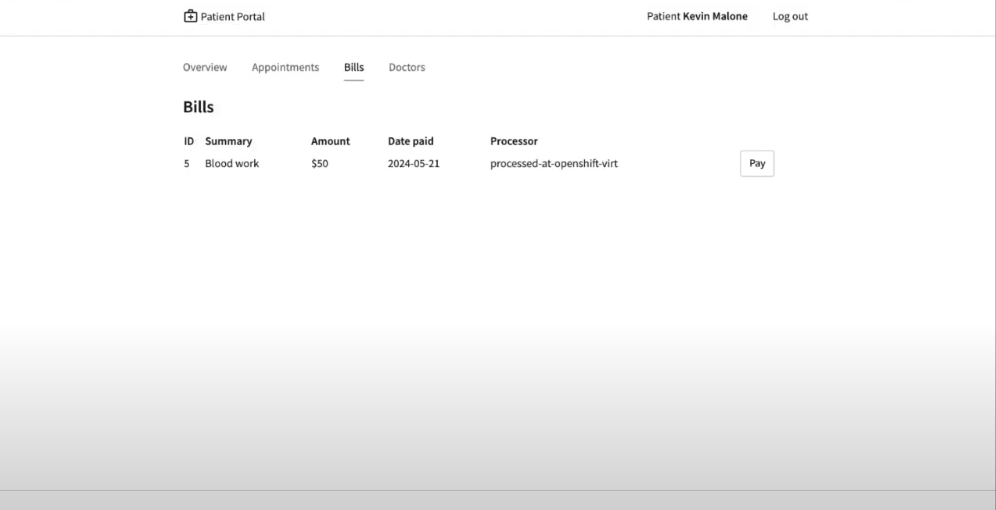 Patient Portal Patient Kevin Malone Log out
Overview Appointments Bills Doctors
Bills
ID Summary Amount Date paid Processor
5 Blood work $50 2024-05-21 processed-at-openshift-virt Pay